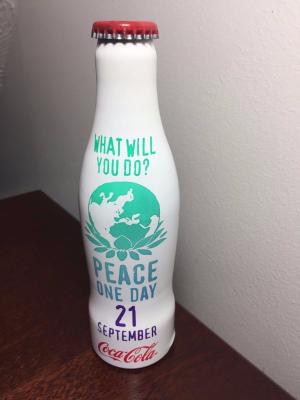 WHAT WILL
YOU DO?
PEACE
ONE DAY
21
SEPTEMBER
Coca-Cola